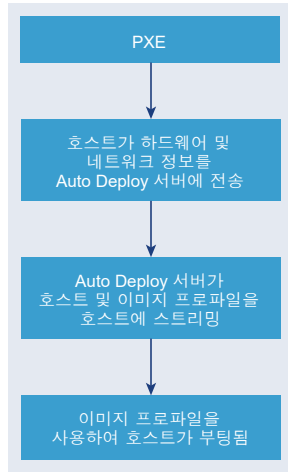 PXE
호스트가 하드웨어 및
네트워크 정보를
Auto Deploy 서버에 전송
Auto Deploy 서버가
호스트 및 이미지 프로파일을
호스트에 스트리밍
이미지 프로파일을
사용하여 호스트가 부팅됨